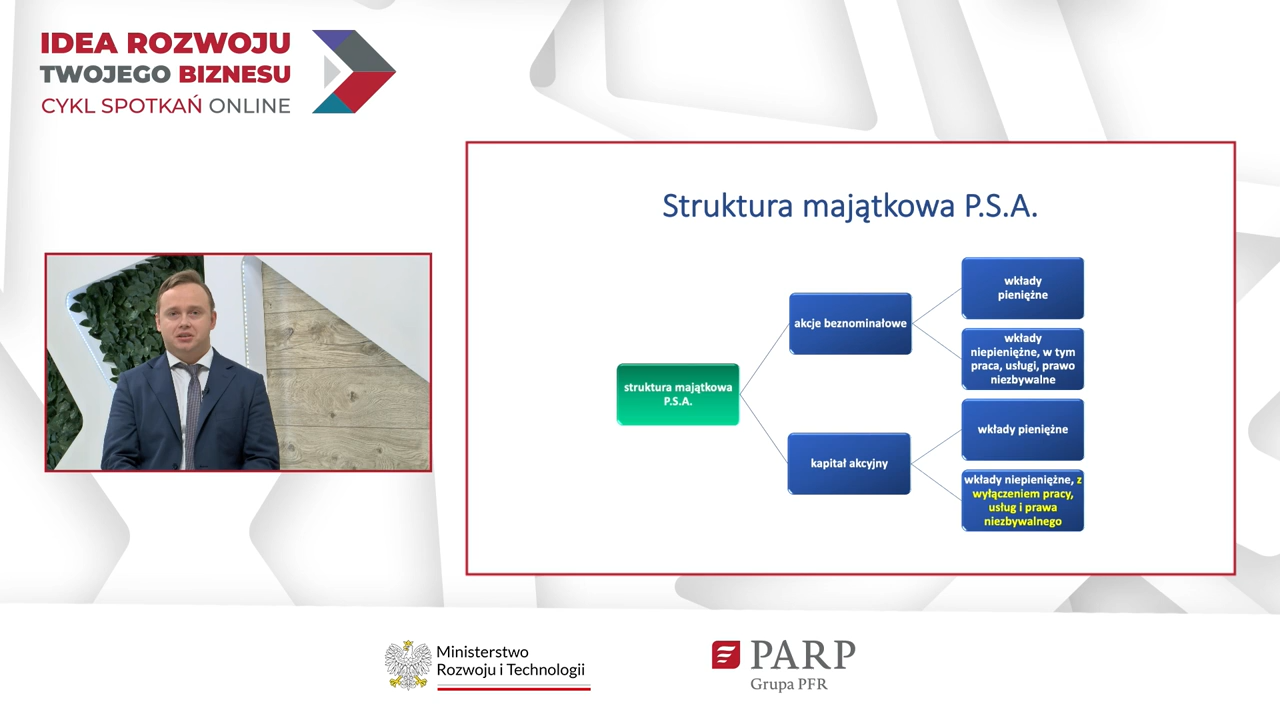 IDEA ROZWOJU
TWOJEGO BIZNESU
CYKL SPOTKAŃ ONLINE
Struktura majątkowa P.S.A.
struktura majątkowa
P.S.A.
akcje beznominałowe
wkłady
pieniężne
wkłady
niepieniężne, w tym
praca, usługi, prawo
niezbywalne
kapitał akcyjny
wkłady pieniężne
wkłady niepieniężne, z
wyłączeniem pracy,
usług i prawa
niezbywalnego
Ministerstwo
Rozwoju i Technologii
PARP
Grupa PFR